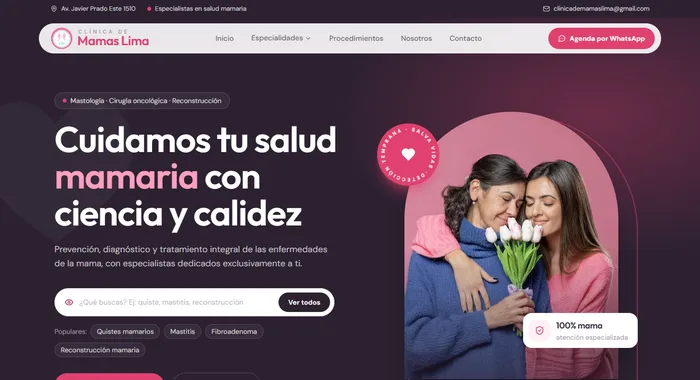 Av. Javier Prado Este 1510
Especialistas en salud mamaria
clinicademamaslima@gmail.com
CLÍNICA DE
Mamas Lima
Inicio
Especialidades
Procedimientos
Nosotros
Contacto
Agenda por WhatsApp
Mastología · Cirugía oncológica · Reconstrucción
Cuidamos tu salud
mamaria con
ciencia y calidez
Prevención, diagnóstico y tratamiento integral de las enfermedades
de la mama, con especialistas dedicados exclusivamente a ti.
¿Qué buscas? Ej: quiste, mastitis, reconstrucción
Ver todos
Populares:
Quistes mamarios
Mastitis
Fibroadenoma
Reconstrucción mamaria
DETECCIÓN TEMPRANA · SALVA VIDAS ·
100% mama
atención especializada